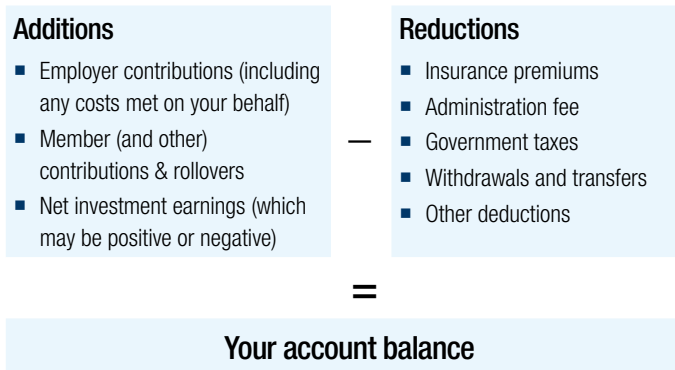 Additions
■ Employer contributions (including
any costs met on your behalf)
■ Member (and other)
contributions & rollovers
■ Net investment earnings (which
may be positive or negative)
–
Reductions
■ Insurance premiums
■ Administration fee
■ Government taxes
■ Withdrawals and transfers
■ Other deductions
=
Your account balance